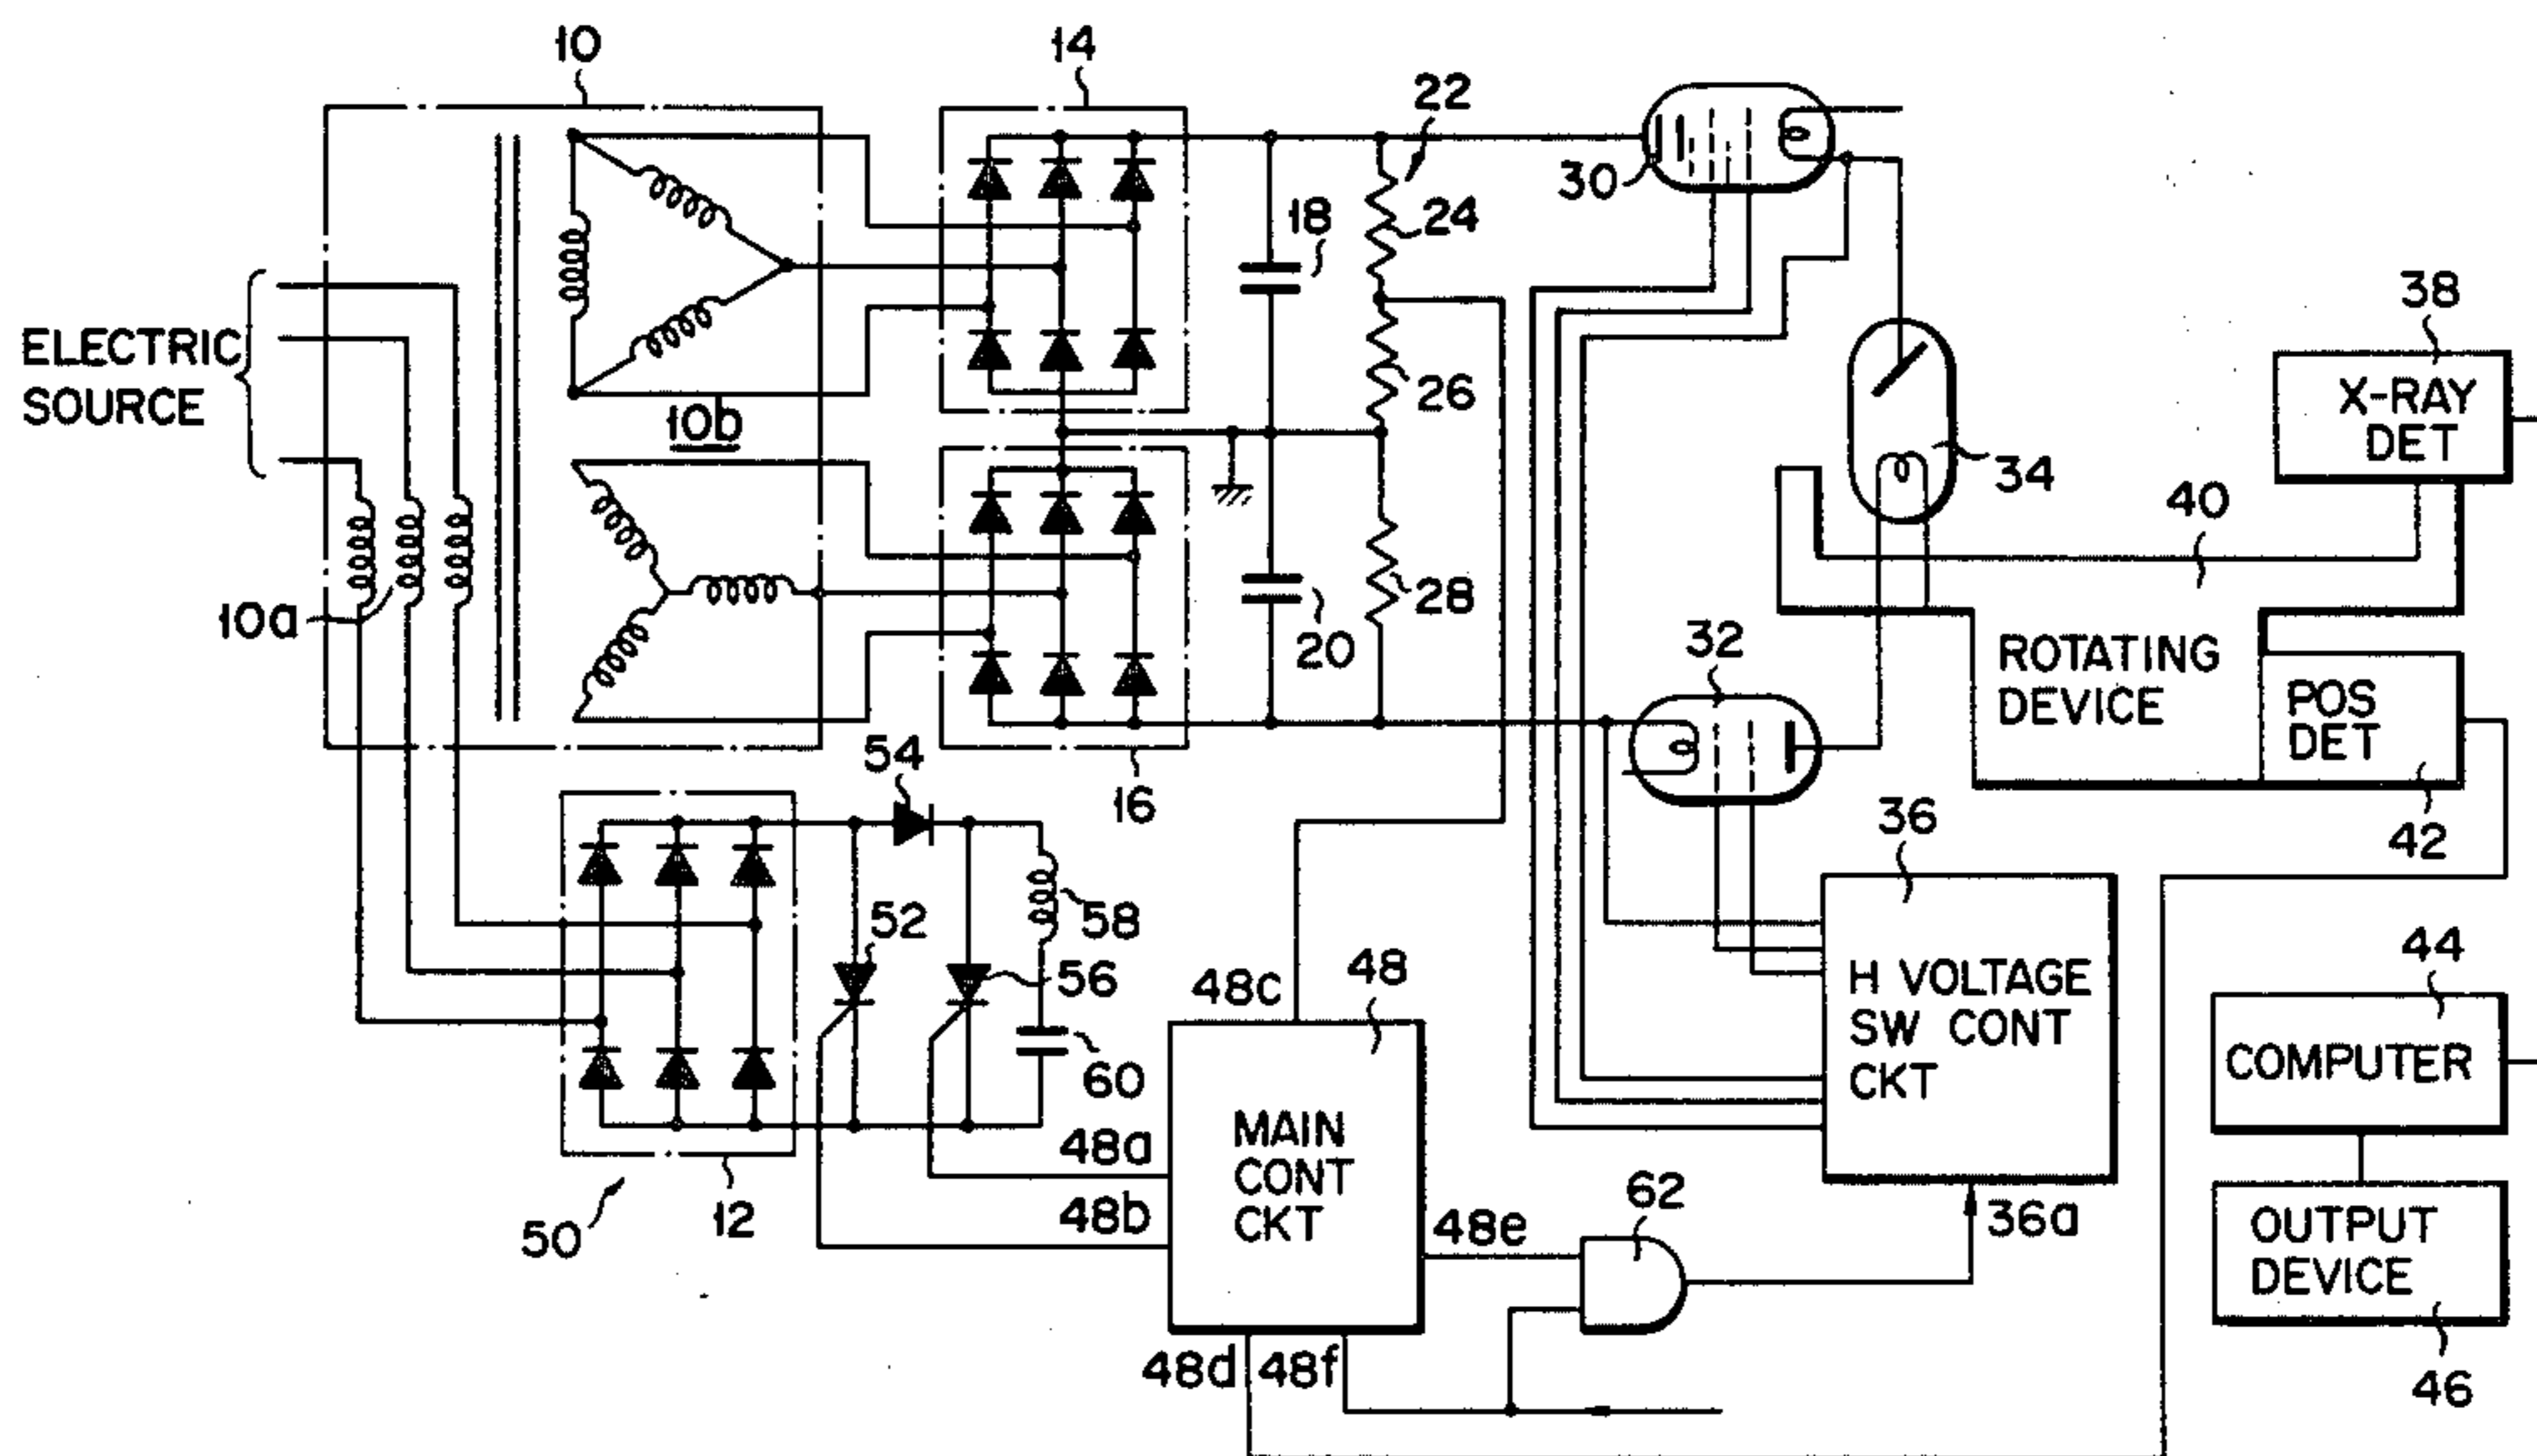 10
14
22
30
18
24
38
ELECTRIC
SOURCE
X-RAY
DET
26
10b
34
40
10a
28
20
32
ROTATING
DEVICE
POS
DET
54
16
42
36
52
58
44
48c
48
56
H VOLTAGE
SW CONT
CKT
COMPUTER
60
MAIN
CONT
CKT
48a
48b
62
12
50
48e
36a
OUTPUT
DEVICE
48d
48f
46